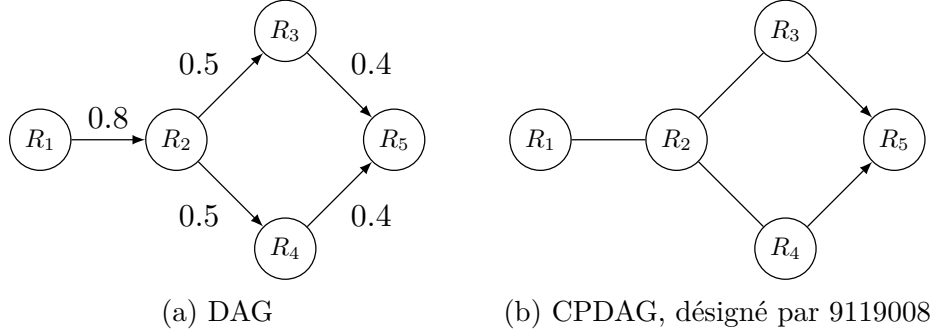 R3
0.5
0.4
R1
0.8
R2
R5
0.5
0.4
R4
(a) DAG
R3
R1
R2
R5
R4
(b) CPDAG, désigné par 9119008